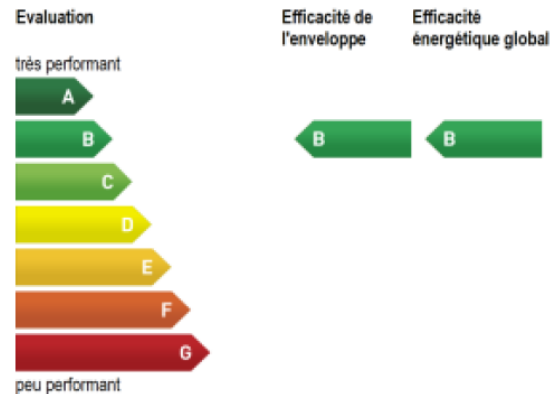 Evaluation
Efficacité de l'enveloppe
Efficacité énergétique global
très performant
A
B
B
B
C
D
E
F
G
peu performant